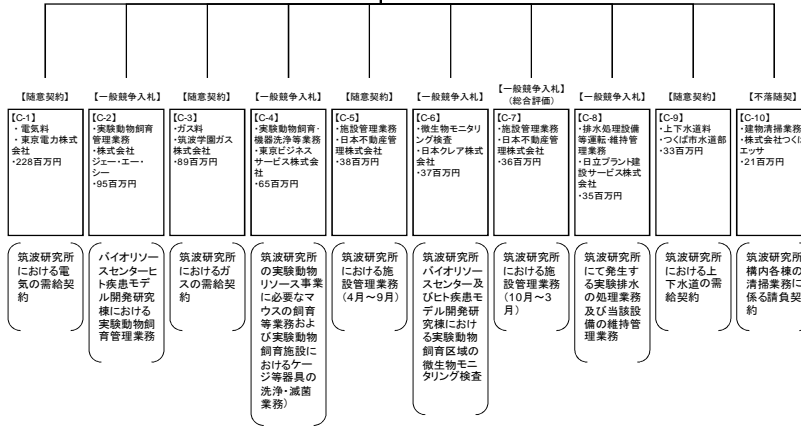 【随意契約】
[C-1]
・電気料
・東京電力株式
会社
・228百万円
筑波研究所
における電
気の需給契
約
【一般競争入札】
[C-2]
・実験動物飼育
管理業務
・株式会社
ジェー・エー・
シー
・95百万円
バイオリソー
スセンターヒ
ト疾患モデ
ル開発研究
棟における
実験動物飼
育管理業務
【随意契約】
[C-3]
・ガス料
・筑波学園ガス
株式会社
・89百万円
筑波研究所
におけるガ
スの需給契
約
【一般競争入札】
[C-4]
・実験動物飼育・
機器洗浄等業務
・東京ビジネス
サービス株式会
社
・65百万円
筑波研究所
の実験動物
リソース事業
に必要なマ
ウスの飼育
等業務およ
び実験動物
飼育施設に
おけるケー
ジ等器具の
洗浄・滅菌
業務）
【随意契約】
[C-5]
・施設管理業務
・日本不動産管
理株式会社
・38百万円
筑波研究所
における施
設管理業務
（4月～9月）
【一般競争入札】
[C-6]
・微生物モニタリ
ング検査
・日本クレア株式
会社
・37百万円
筑波研究所
バイオリソー
スセンター及
びヒト疾患モ
デル開発研
究棟におけ
る実験動物
飼育区域の
微生物モニ
タリング検査
【一般競争入札】
（総合評価）
[C-7]
・施設管理業務
・日本不動産管
理株式会社
・36百万円
筑波研究所
における施
設管理業務
（10月～3
月）
【一般競争入札】
[C-8]
・排水処理設備
等運転・維持管
理業務
・日立プラント建
設サービス株式
会社
・35百万円
筑波研究所
にて発生す
る実験排水
の処理業務
及び当該設
備の維持管
理業務
【随意契約】
[C-9]
・上下水道料
・つくば市水道部
・33百万円
筑波研究所
における上
下水道の需
給契約
【不落随契】
[C-10]
・建物清掃業務
・株式会社つくば
エッサ
・21百万円
筑波研究所
構内各棟の
清掃業務に
係る請負契
約